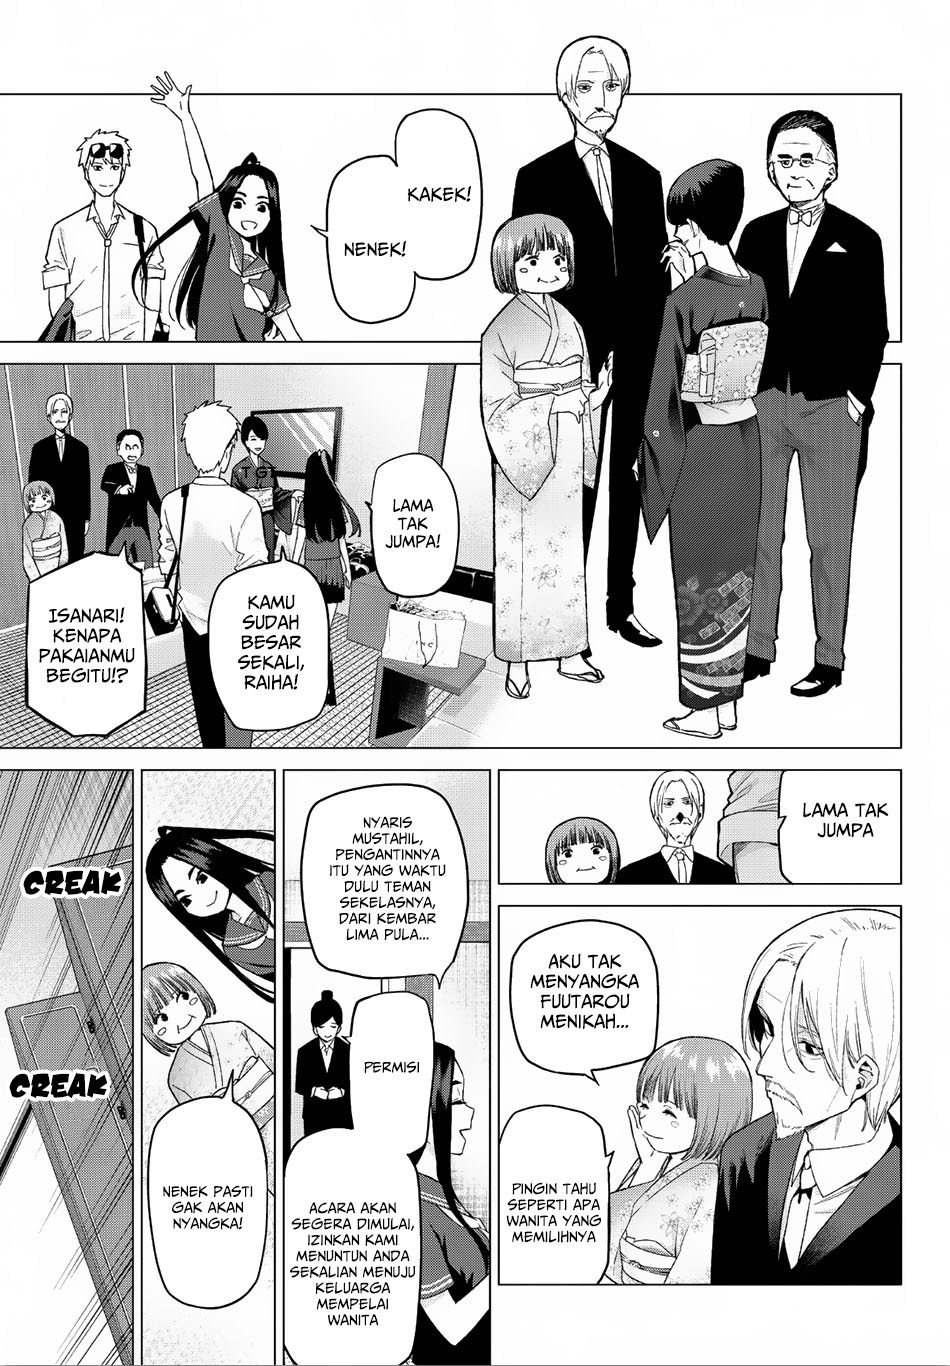 KAKEK!
NENEK!
LAMA
TAK
JUMPA!
KAMU
SUDAH
BESAR
SEKALI,
RAIHA!
ISANARI!
KENAPA
PAKAIANMU
BEGITU!?
LAMA TAK
JUMPA
AKU TAK
MENYANGKA
FUUTAROU
MENIKAH...
PINGIN TAHU
SEPERTI APA
WANITA YANG
MEMILIHNYA
NYARIS
MUSTAHIL,
PENGANTINNYA
ITU YANG WAKTU
DULU TEMAN
SEKELASNYA,
DARI KEMBAR
LIMA PULA...
PERMISI
ACARA AKAN
SEGERA DIMULAI,
IZINKAN KAMI
MENUNTUN ANDA
SEKALIAN MENUJU
KELUARGA
MEMPELAI
WANITA
NENEK PASTI
GAK AKAN
NYANGKA!
CREAK
CREAK